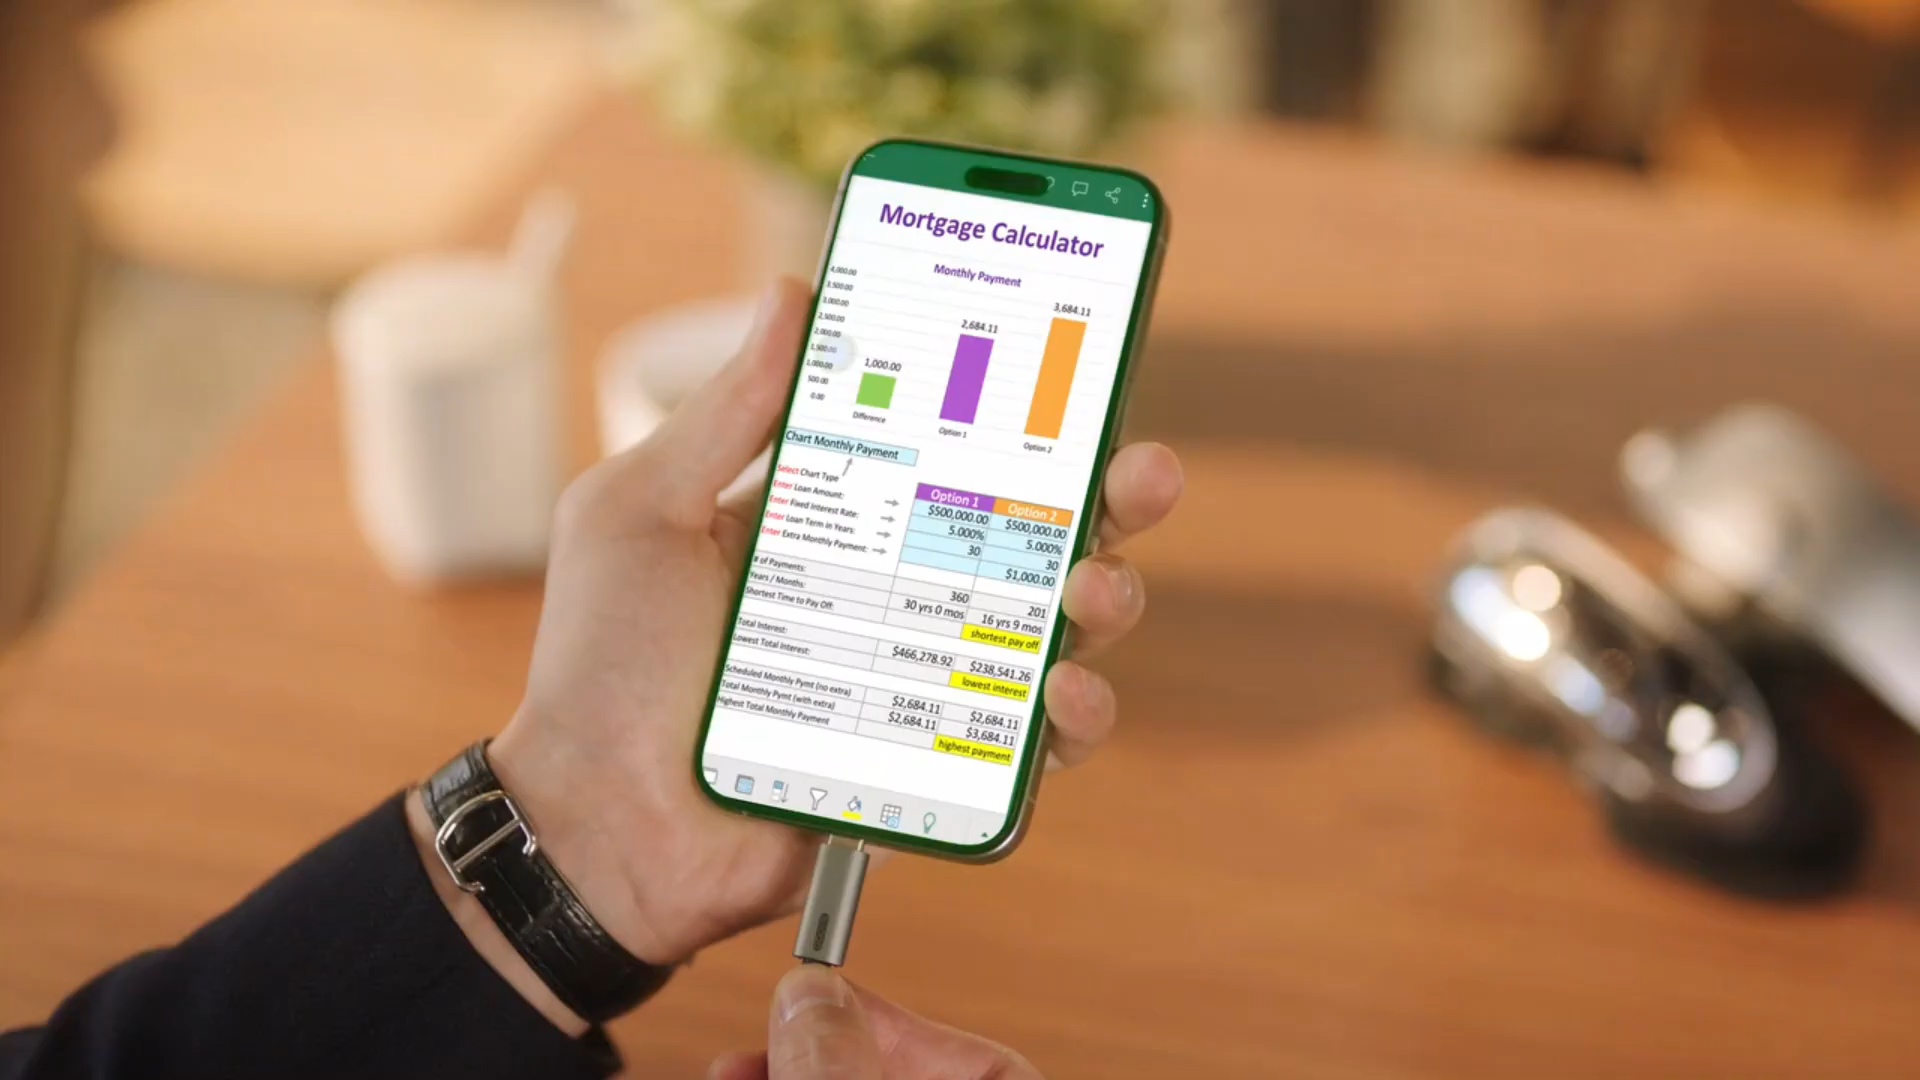 Mortgage Calculator
Monthly Payment
4,000.00
3,500.00
3,000.00
2,500.00
2,000.00
1,500.00
1,000.00
500.00
0.00
1,000.00
2,684.11
3,684.11
Difference
Option 1
Option 2
Chart Monthly Payment
Select Chart Type
Option 1 Option 2
Enter Loan Amount: $500,000.00 $500,000.00
Enter Fixed Interest Rate: 5.000% 5.000%
Enter Loan Term in Years: 30 30
Enter Extra Monthly Payment: $1,000.00
# of Payments: 360 201
Years / Months: 30 yrs 0 mos 16 yrs 9 mos
Shortest Time to Pay Off: shortest pay off
Total Interest: $466,278.92 $238,541.26
Lowest Total Interest: lowest interest
Scheduled Monthly Pymt (no extra) $2,684.11 $2,684.11
Total Monthly Pymt (with extra) $2,684.11 $3,684.11
Highest Total Monthly Payment highest payment